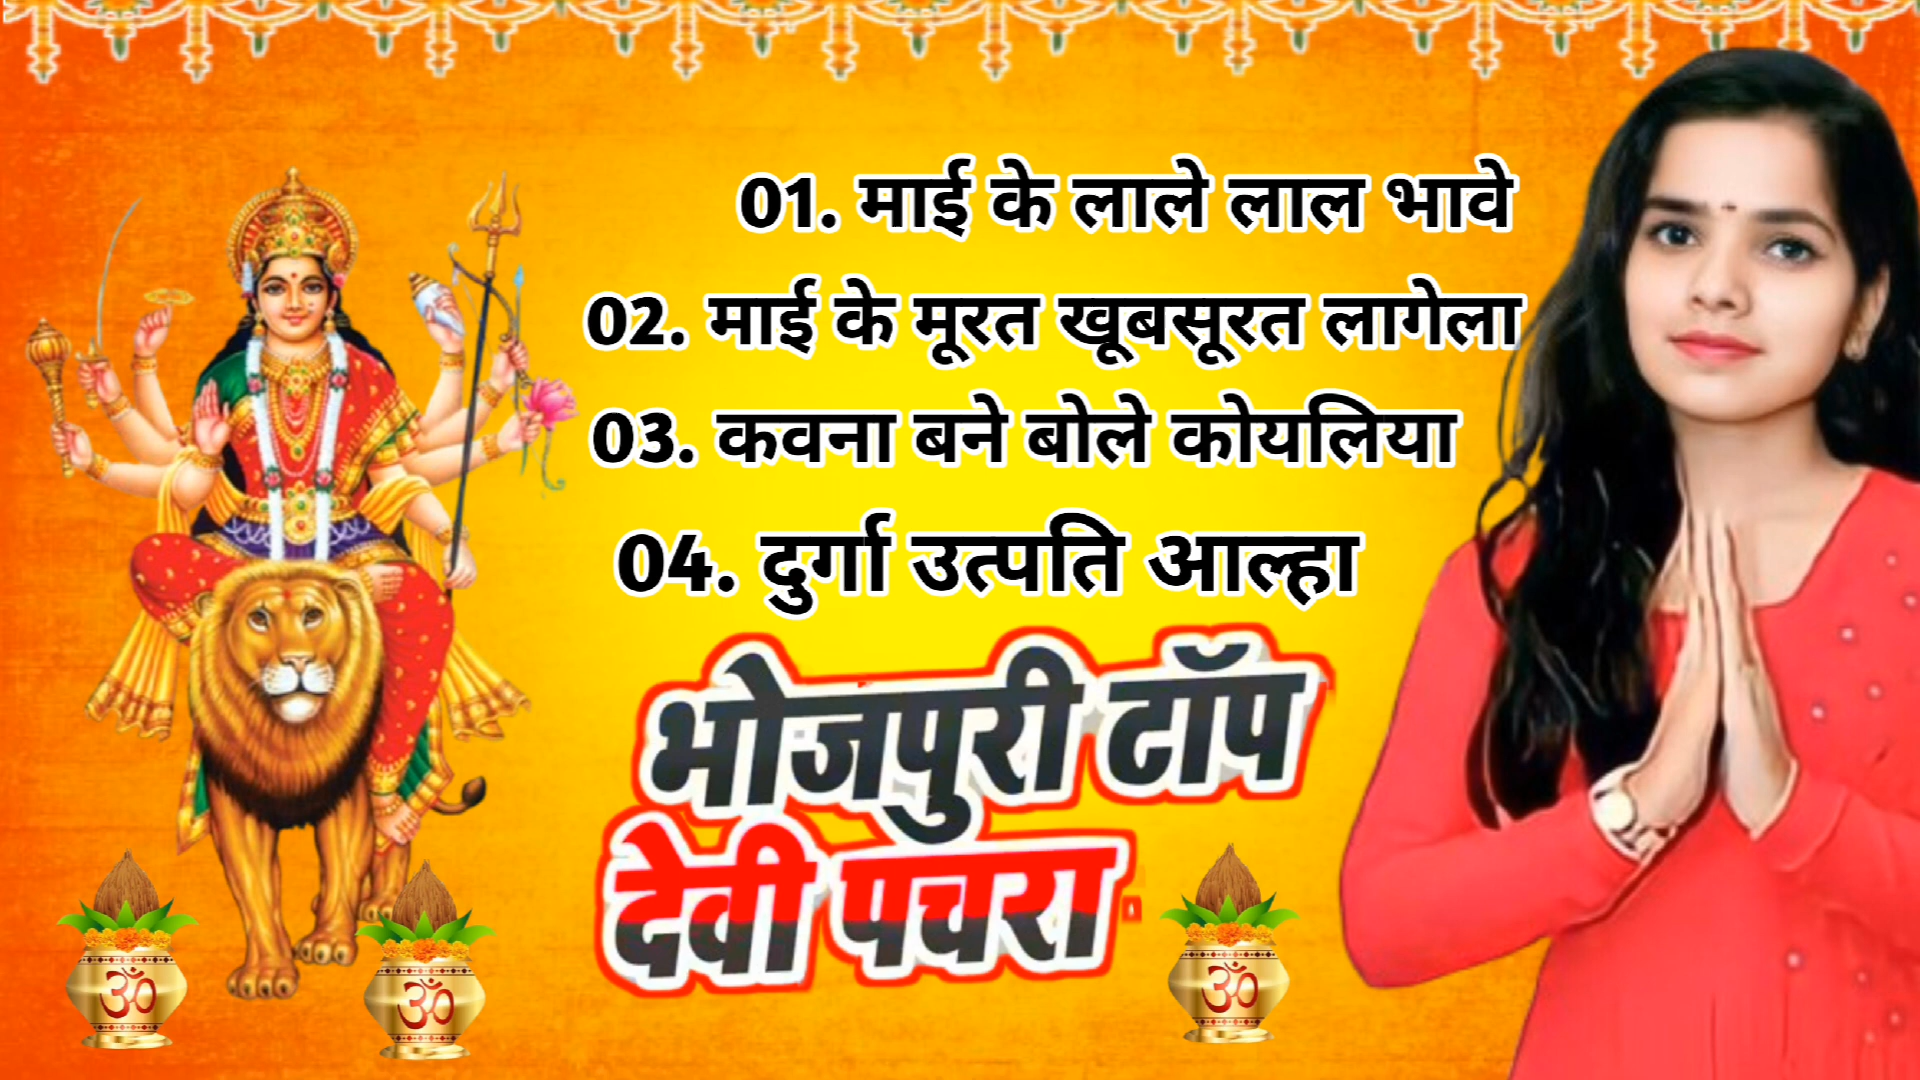 01. माई के लाले लाल भावे
02. माई के मूरत खूबसूरत लागेला
03. कवना बने बोले कोयलिया
04. दुर्गा उत्पति आल्हा
भोजपुरी टॉप
देवी पचरा
ॐ
ॐ
ॐ